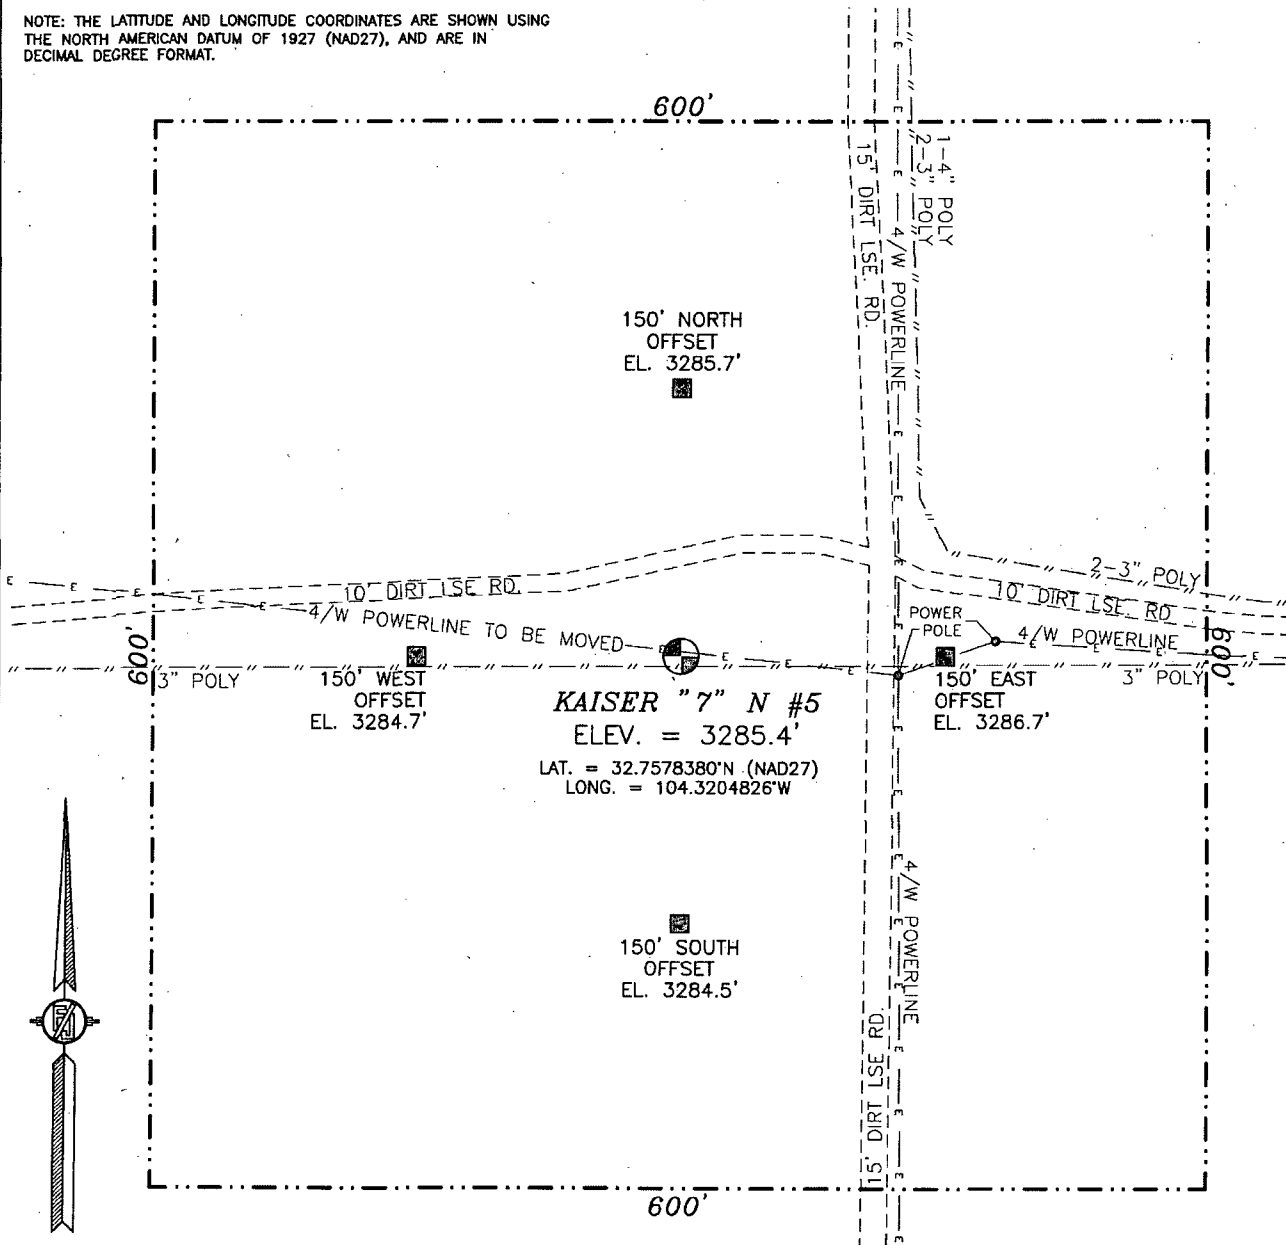 NOTE: THE LATITUDE AND LONGITUDE COORDINATES ARE SHOWN USING
THE NORTH AMERICAN DATUM OF 1927 (NAD27), AND ARE IN
DECIMAL DEGREE FORMAT.
600'
1-4" POLY
2-3" POLY
15' DIRT LSE. RD.
4/W POWERLINE
150' NORTH
OFFSET
EL. 3285.7'
2-3" POLY
10' DIRT LSE RD.
10' DIRT LSE. RD
4/W POWERLINE TO BE MOVED
POWER
POLE
4/W POWERLINE
600'
600'
3" POLY
150' WEST
OFFSET
EL. 3284.7'
150' EAST
OFFSET
EL. 3286.7'
3" POLY
KAISER "7" N #5
ELEV. = 3285.4'
LAT. = 32.7578380°N (NAD27)
LONG. = 104.3204826°W
4/W POWERLINE
150' SOUTH
OFFSET
EL. 3284.5'
15' DIRT LSE RD.
600'